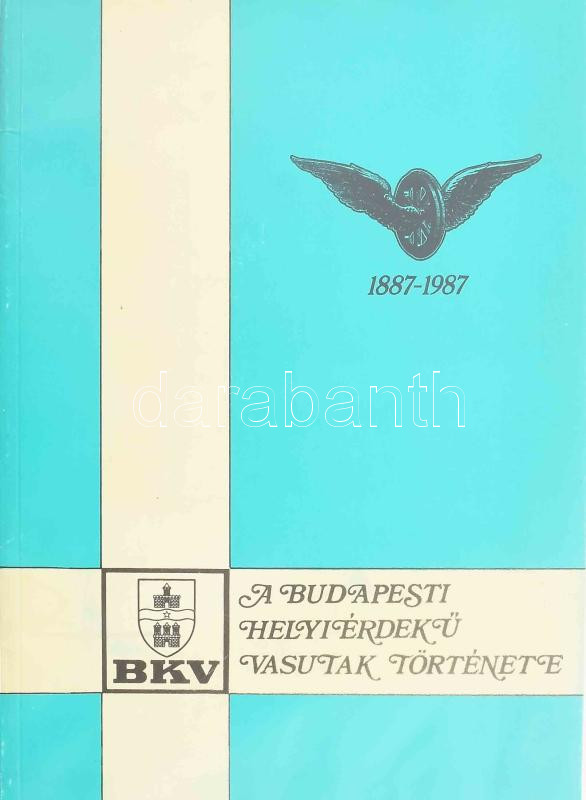 1887-1987
darabanth
A BUDAPESTI
HELYIÉRDEKŰ
VASUTAK TÖRTÉNETE
BKV